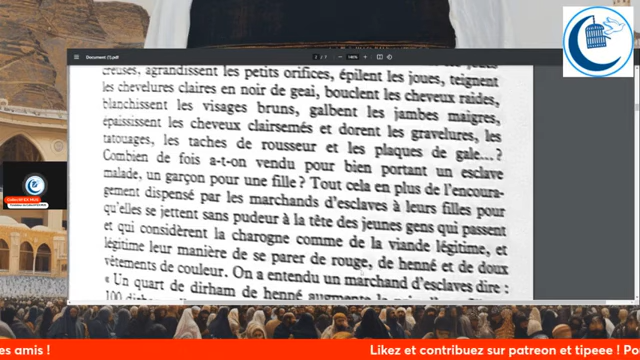 Document (1).pdf
1 / 7
creuses, agrandissent les petits orifices, épilent les joues, teignent
les chevelures claires en noir de geai, bouclent les cheveux raides,
blanchissent les visages bruns, galbent les jambes maigres,
épaississent les cheveux clairsemés et dorent les gravelures, les
tatouages, les taches de rousseur et les plaques de gale...?
Combien de fois a-t-on vendu pour bien portant un esclave
malade, un garçon pour une fille ? Tout cela en plus de l'encoura-
gement dispensé par les marchands d'esclaves à leurs filles pour
qu'elles se jettent sans pudeur à la tête des jeunes gens qui passent
et qui considèrent la charogne comme de la viande légitime, et
légitime leur manière de se parer de rouge, de henné et de doux
vêtements de couleur. On a entendu un marchand d'esclaves dire :
« Un quart de dirham de henné augmente
es amis !
Likez et contribuez sur patreon et tipeee ! Po